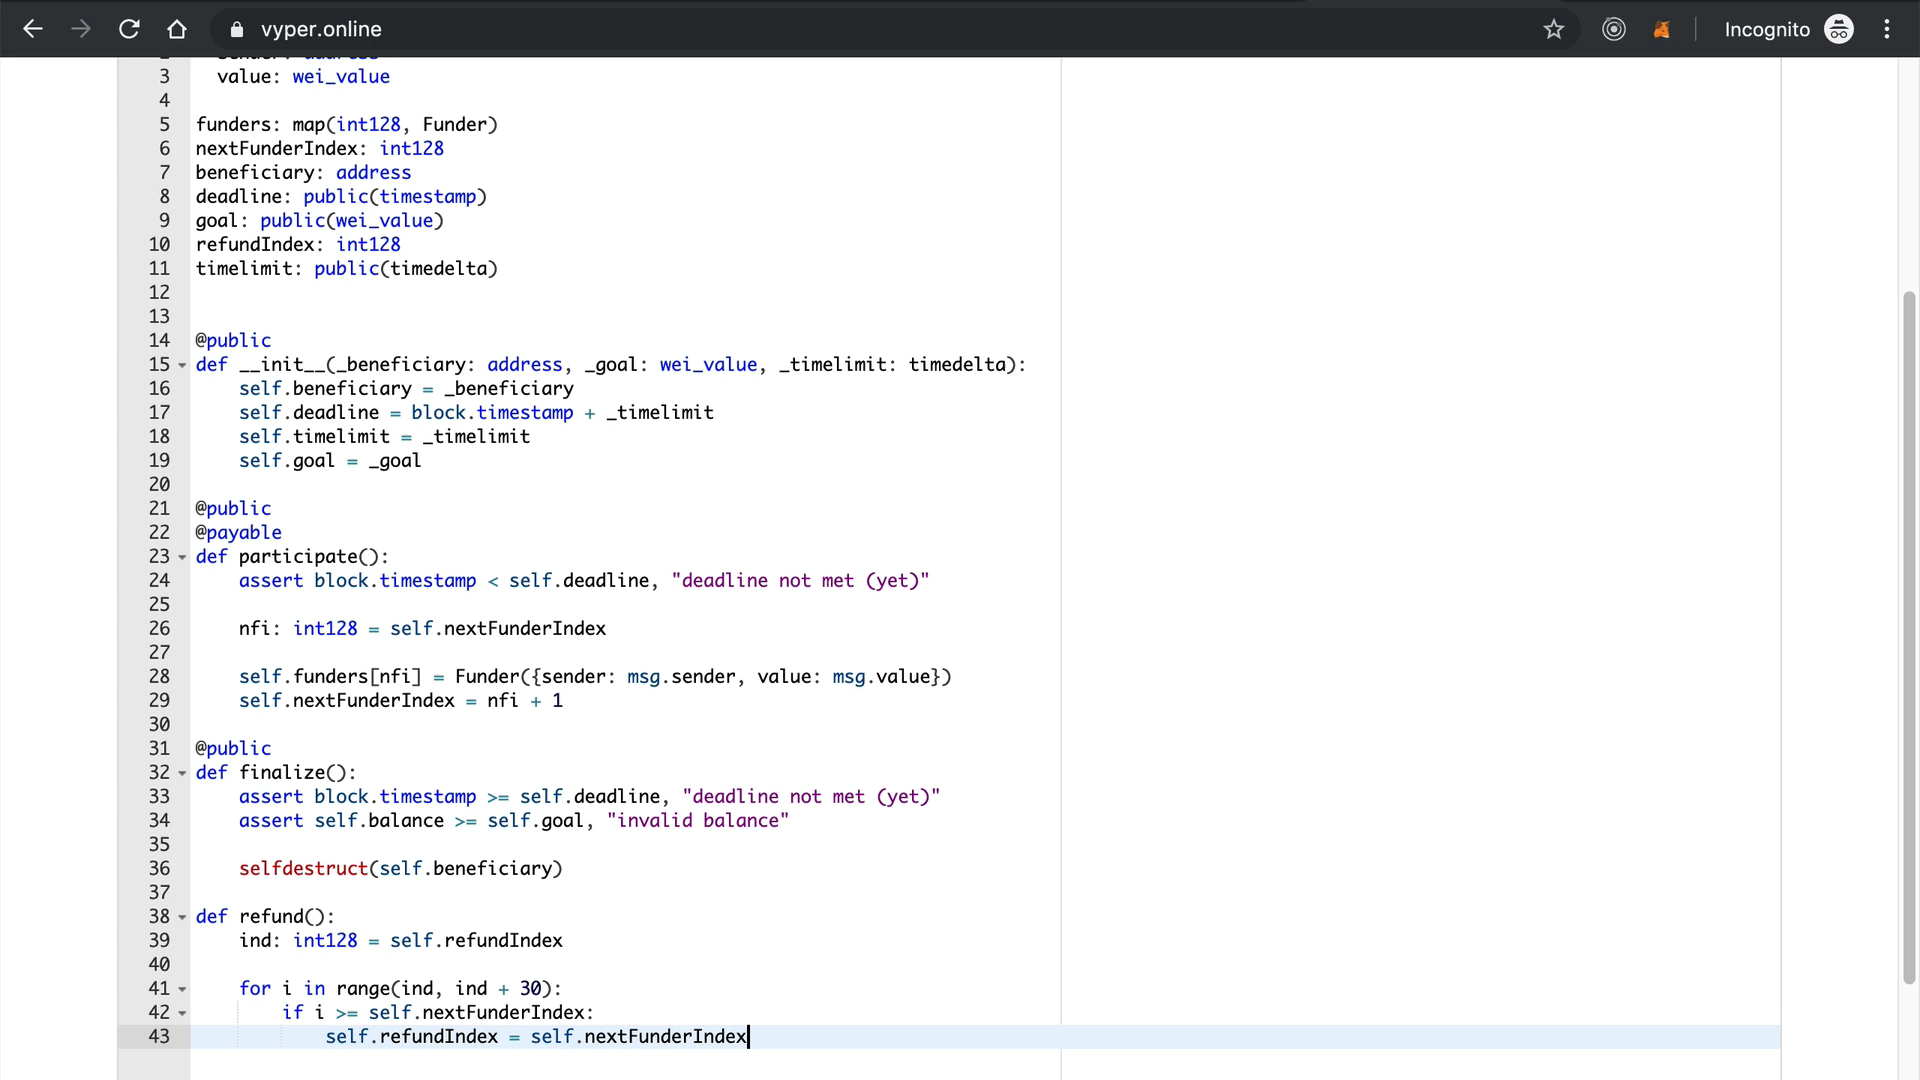 vyper.online
Incognito
3 value: wei_value
4
5 funders: map(int128, Funder)
6 nextFunderIndex: int128
7 beneficiary: address
8 deadline: public(timestamp)
9 goal: public(wei_value)
10 refundIndex: int128
11 timelimit: public(timedelta)
12
13
14 @public
15 def __init__(_beneficiary: address, _goal: wei_value, _timelimit: timedelta):
16 self.beneficiary = _beneficiary
17 self.deadline = block.timestamp + _timelimit
18 self.timelimit = _timelimit
19 self.goal = _goal
20
21 @public
22 @payable
23 def participate():
24 assert block.timestamp < self.deadline, "deadline not met (yet)"
25
26 nfi: int128 = self.nextFunderIndex
27
28 self.funders[nfi] = Funder({sender: msg.sender, value: msg.value})
29 self.nextFunderIndex = nfi + 1
30
31 @public
32 def finalize():
33 assert block.timestamp >= self.deadline, "deadline not met (yet)"
34 assert self.balance >= self.goal, "invalid balance"
35
36 selfdestruct(self.beneficiary)
37
38 def refund():
39 ind: int128 = self.refundIndex
40
41 for i in range(ind, ind + 30):
42 if i >= self.nextFunderIndex:
43 self.refundIndex = self.nextFunderIndex